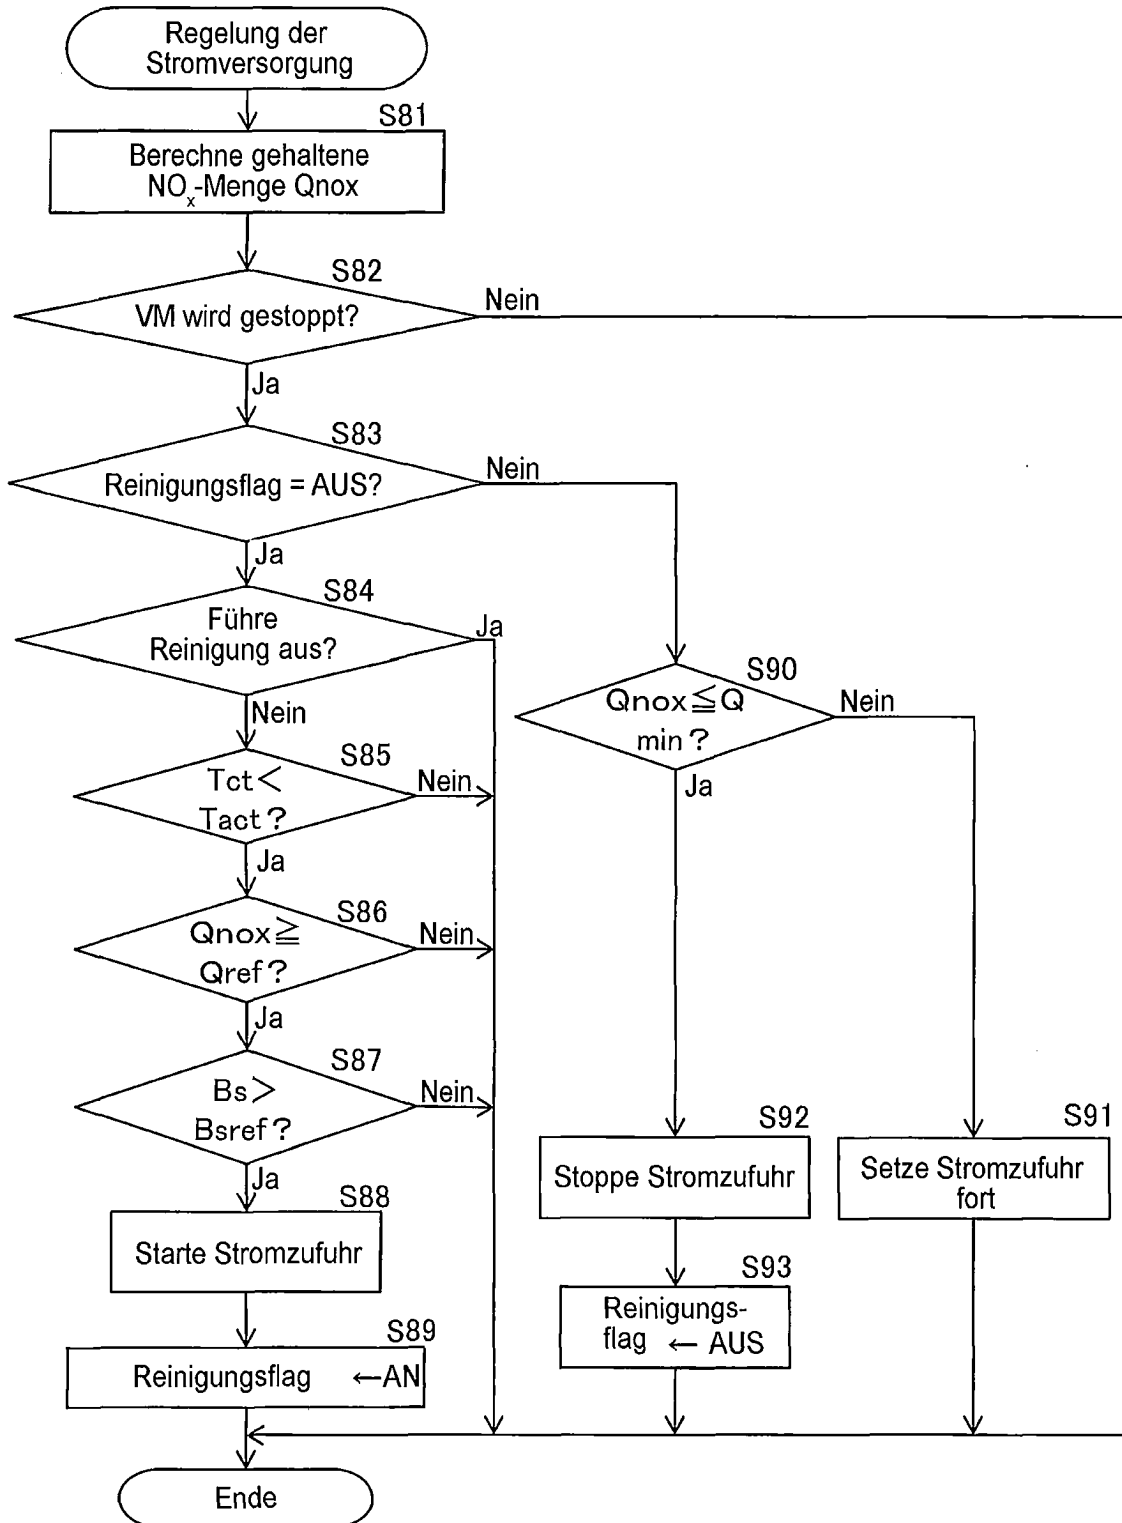 Regelung der
Stromversorgung
S81
Berechne gehaltene
NOx-Menge Qnox
S82
VM wird gestoppt?
Nein
Ja
S83
Reinigungsflag = AUS?
Nein
Ja
S84
Führe
Reinigung aus?
Ja
Nein
S85
Tct<
Tact?
Nein
Ja
S86
Qnox≧
Qref?
Nein
Ja
S87
Bs>
Bsref?
Nein
Ja
S88
Starte Stromzufuhr
S89
Reinigungsflag ←AN
S90
Qnox≦Q
min?
Nein
Ja
S92
Stoppe Stromzufuhr
S91
Setze Stromzufuhr
fort
S93
Reinigungs-
flag ← AUS
Ende